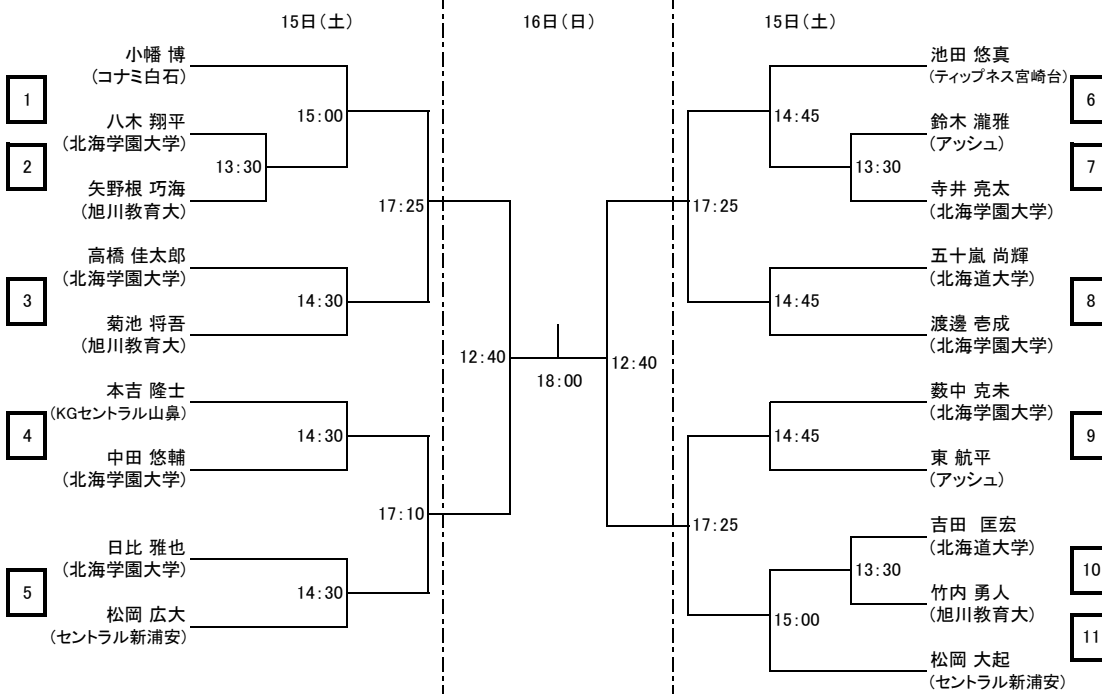 15日(土)
16日(日)
15日(土)
小幡 博
(コナミ白石)
1
15:00
八木 翔平
(北海学園大学)
2
13:30
矢野根 巧海
(旭川教育大)
17:25
高橋 佳太郎
(北海学園大学)
3
14:30
菊池 将吾
(旭川教育大)
12:40
本吉 隆士
(KGセントラル山鼻)
4
14:30
中田 悠輔
(北海学園大学)
17:10
日比 雅也
(北海学園大学)
5
14:30
松岡 広大
(セントラル新浦安)
18:00
池田 悠真
(ティップネス宮崎台)
6
14:45
鈴木 瀧雅
(アッシュ)
7
13:30
寺井 亮太
(北海学園大学)
17:25
五十嵐 尚輝
(北海道大学)
8
14:45
渡邊 壱成
(北海学園大学)
12:40
薮中 克未
(北海学園大学)
9
14:45
東 航平
(アッシュ)
17:25
吉田 匡宏
(北海道大学)
10
13:30
竹内 勇人
(旭川教育大)
11
15:00
松岡 大起
(セントラル新浦安)